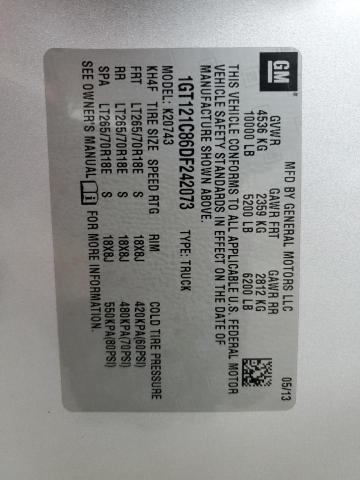 GM
MFD BY GENERAL MOTORS LLC 05/13
GVWR GAWR FRT GAWR RR
4536 KG 2359 KG 2812 KG
10000 LB 5200 LB 6200 LB
THIS VEHICLE CONFORMS TO ALL APPLICABLE U.S. FEDERAL MOTOR
VEHICLE SAFETY STANDARDS IN EFFECT ON THE DATE OF
MANUFACTURE SHOWN ABOVE.
1GT121C86DF242073 TYPE: TRUCK
MODEL: K20743
KH4F TIRE SIZE SPEED RTG RIM COLD TIRE PRESSURE
FRT LT265/70R18E S 18X8J 420KPA(60PSI)
RR LT265/70R18E S 18X8J 480KPA(70PSI)
SPA LT265/70R18E S 18X8J 550KPA(80PSI)
SEE OWNER'S MANUAL FOR MORE INFORMATION